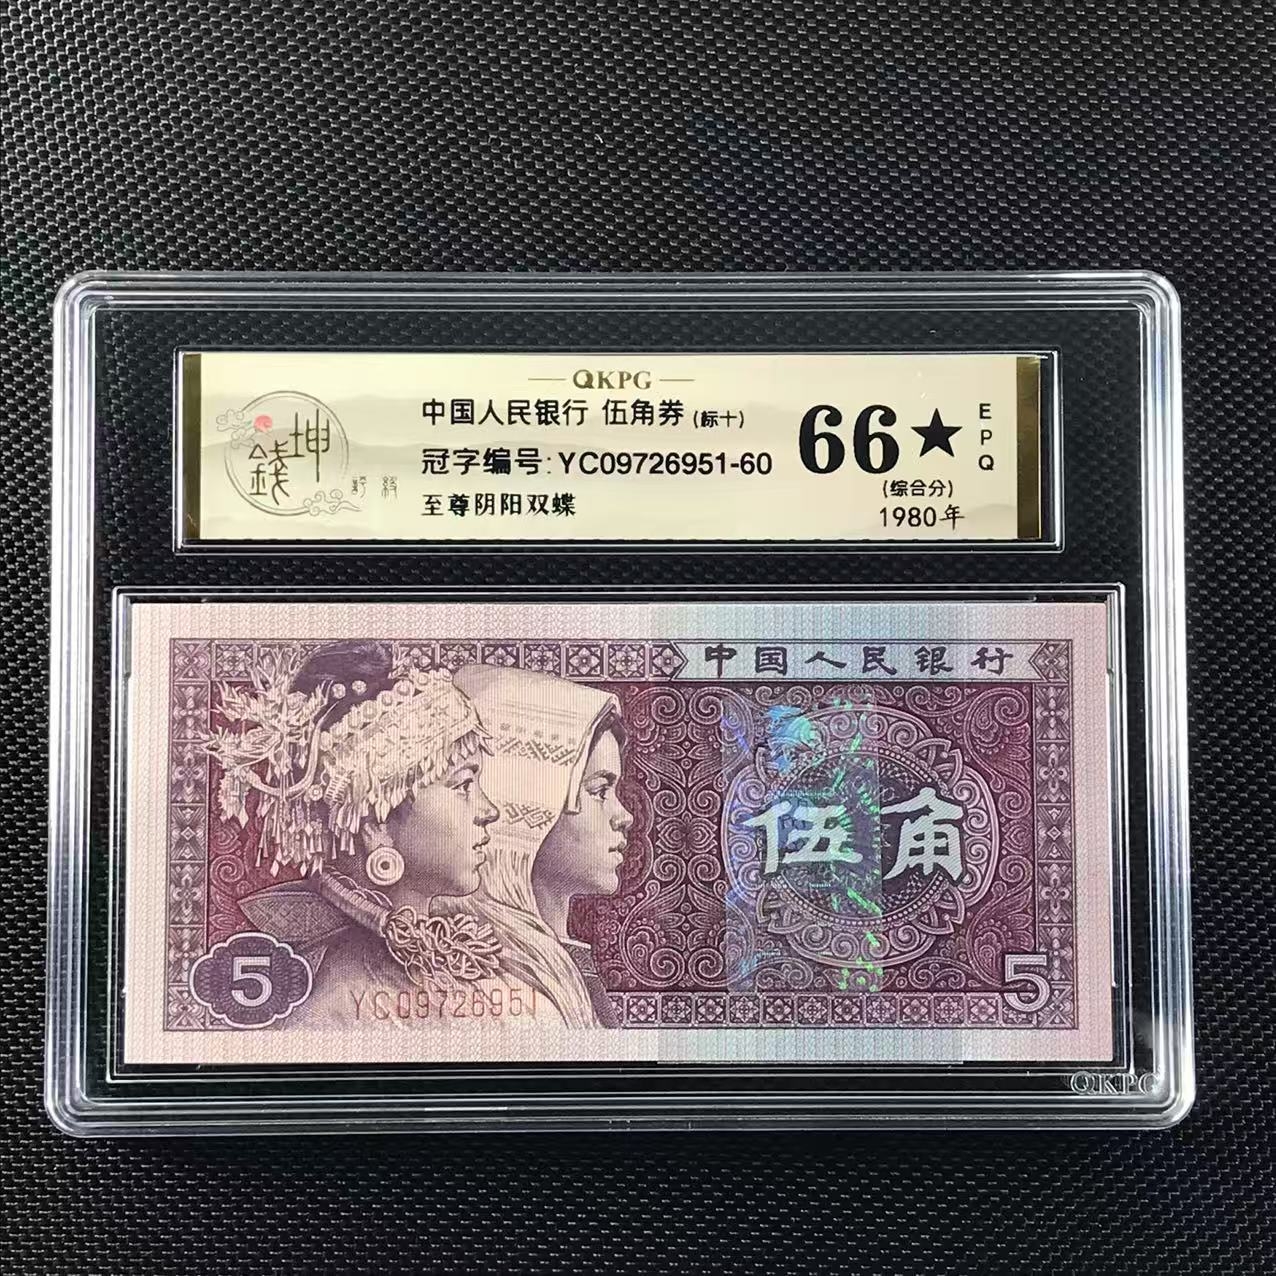 QKPG
中国人民银行 伍角券(标十)
冠字编号: YC09726951-60
至尊阴阳双蝶
坤
錢
66★
EPQ
(综合分)
1980年
中国人民银行
伍角
5
YC09726951
5
QKPG